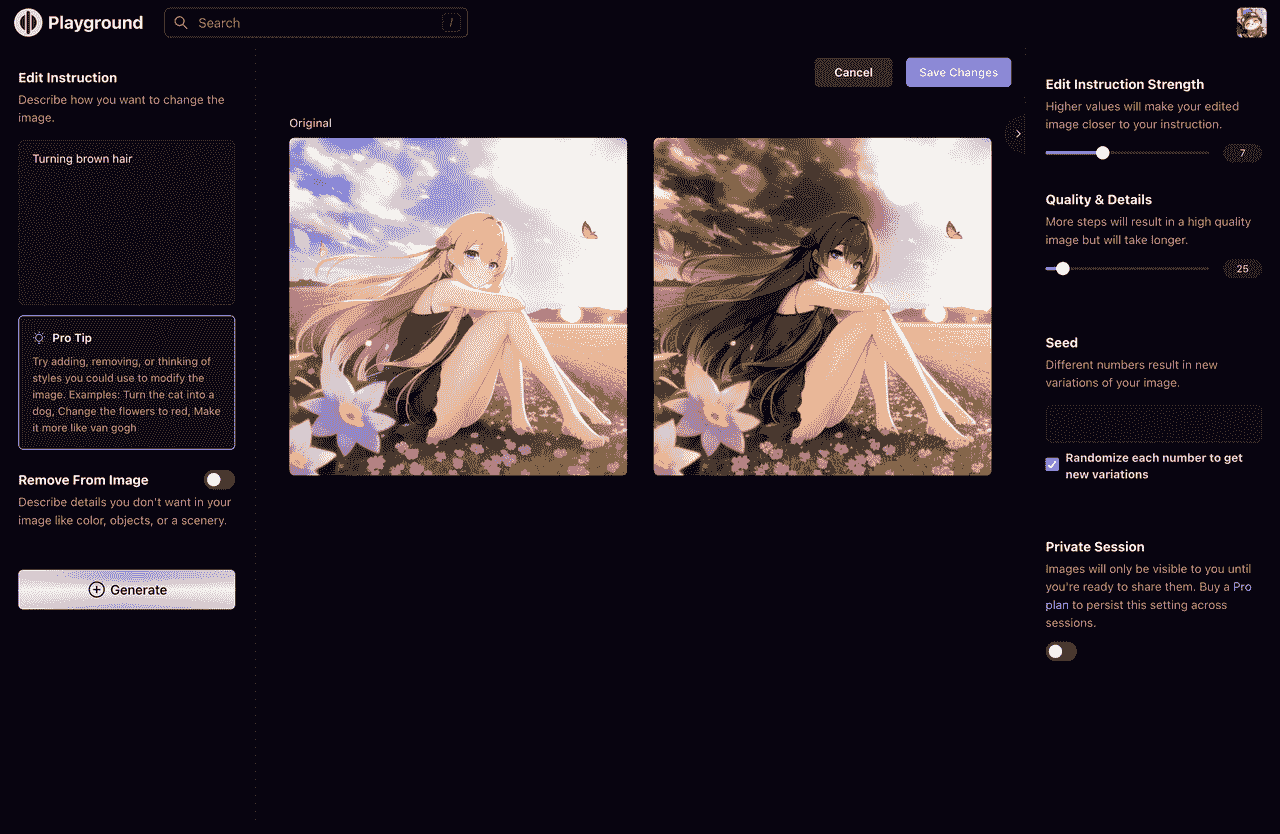 Playground
Search
/
Edit Instruction
Describe how you want to change the
image.
Turning brown hair
Pro Tip
Try adding, removing, or thinking of
styles you could use to modify the
image. Examples: Turn the cat into a
dog, Change the flowers to red, Make
it more like van gogh
Remove From Image
Describe details you don't want in your
image like color, objects, or a scenery.
Generate
Cancel
Save Changes
Original
Edit Instruction Strength
Higher values will make your edited
image closer to your instruction.
7
Quality & Details
More steps will result in a high quality
image but will take longer.
25
Seed
Different numbers result in new
variations of your image.
Randomize each number to get
new variations
Private Session
Images will only be visible to you until
you're ready to share them. Buy a Pro
plan to persist this setting across
sessions.